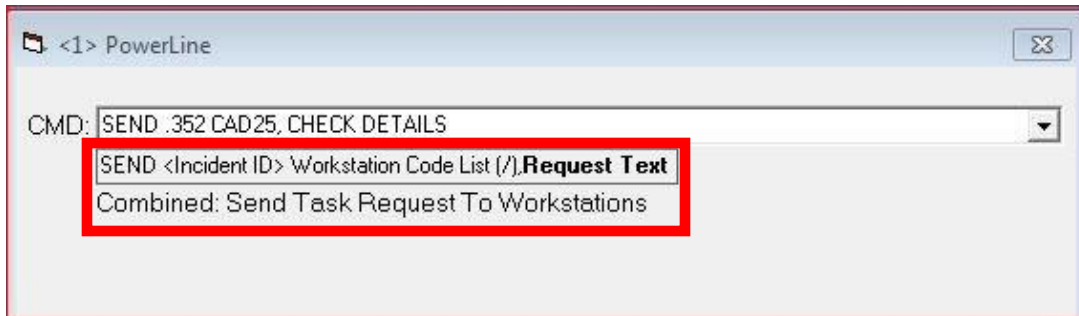 <1> PowerLine
CMD: SEND .352 CAD25, CHECK DETAILS
SEND <Incident ID> Workstation Code List (/),Request Text
Combined: Send Task Request To Workstations